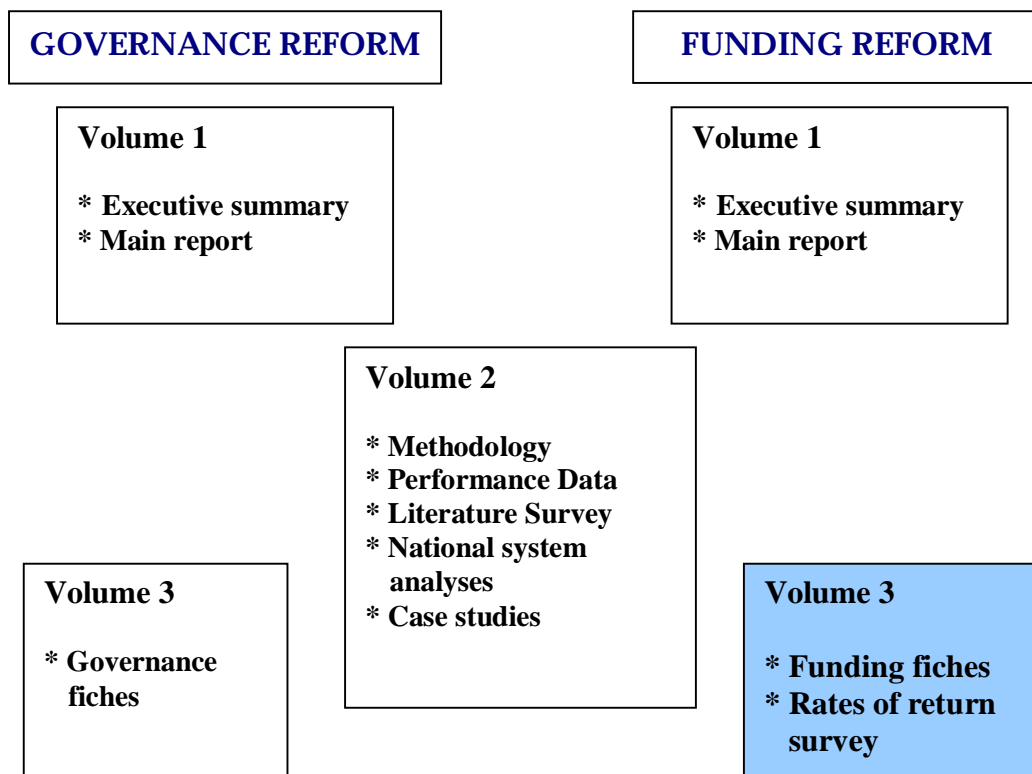 GOVERNANCE REFORM
FUNDING REFORM
Volume 1
* Executive summary
* Main report
Volume 1
* Executive summary
* Main report
Volume 2
* Methodology
* Performance Data
* Literature Survey
* National system
analyses
* Case studies
Volume 3
* Governance
fiches
Volume 3
* Funding fiches
* Rates of return
survey